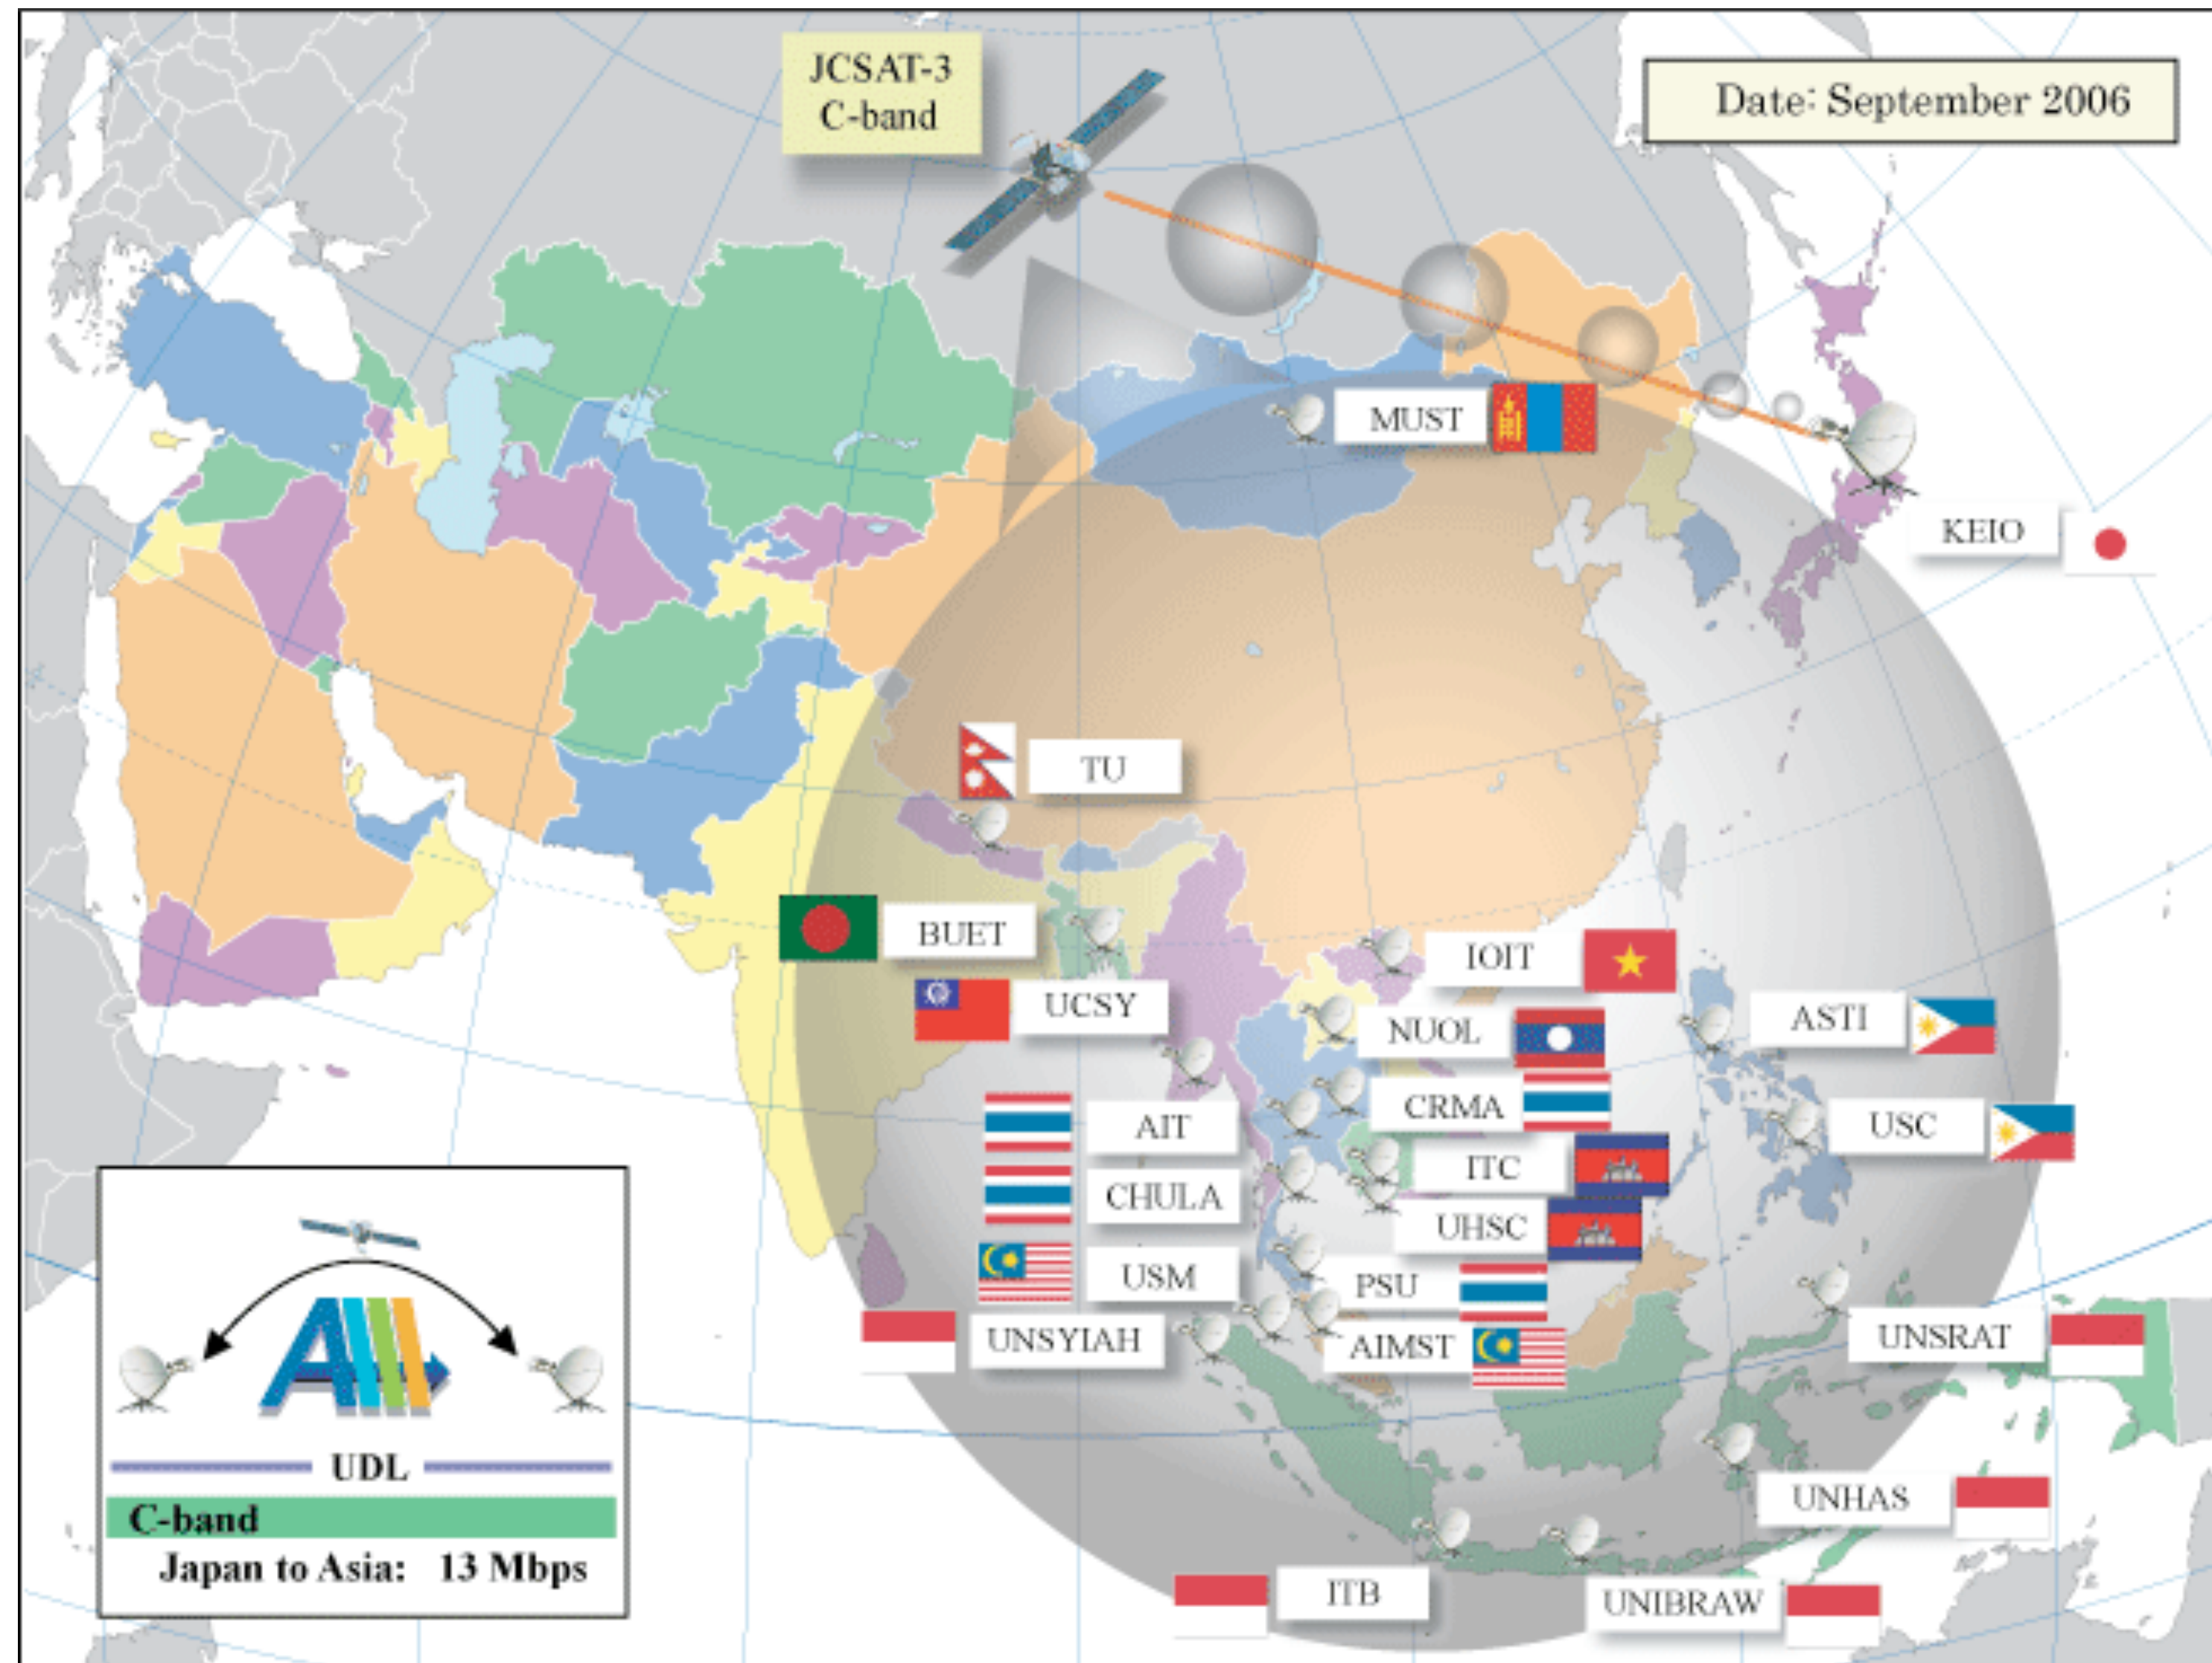 JCSAT-3
C-band
Date: September 2006
MUST
KEIO
TU
BUET
IOIT
UCSY
NUOL
ASTI
CRMA
AIT
USC
ITC
CHULA
UHSC
USM
PSU
UNSYIAH
AIMST
UNSRAT
UNHAS
ITB
UNIBRAW
AIII
UDL
C-band
Japan to Asia: 13 Mbps